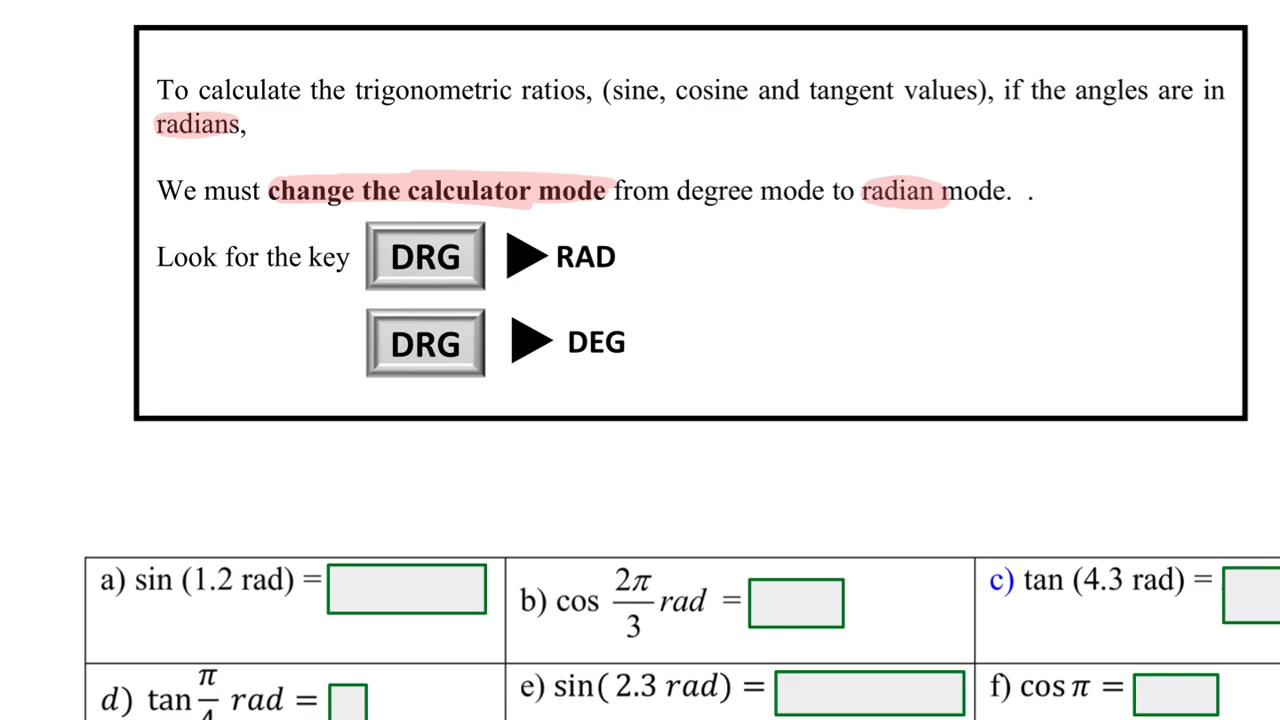 To calculate the trigonometric ratios, (sine, cosine and tangent values), if the angles are in
radians,
We must change the calculator mode from degree mode to radian mode. .
Look for the key DRG ▶ RAD
DRG ▶ DEG
a) sin (1.2 rad) =
b) cos 2π/3 rad =
c) tan (4.3 rad) =
d) tan π/4 rad =
e) sin( 2.3 rad) =
f) cos π =